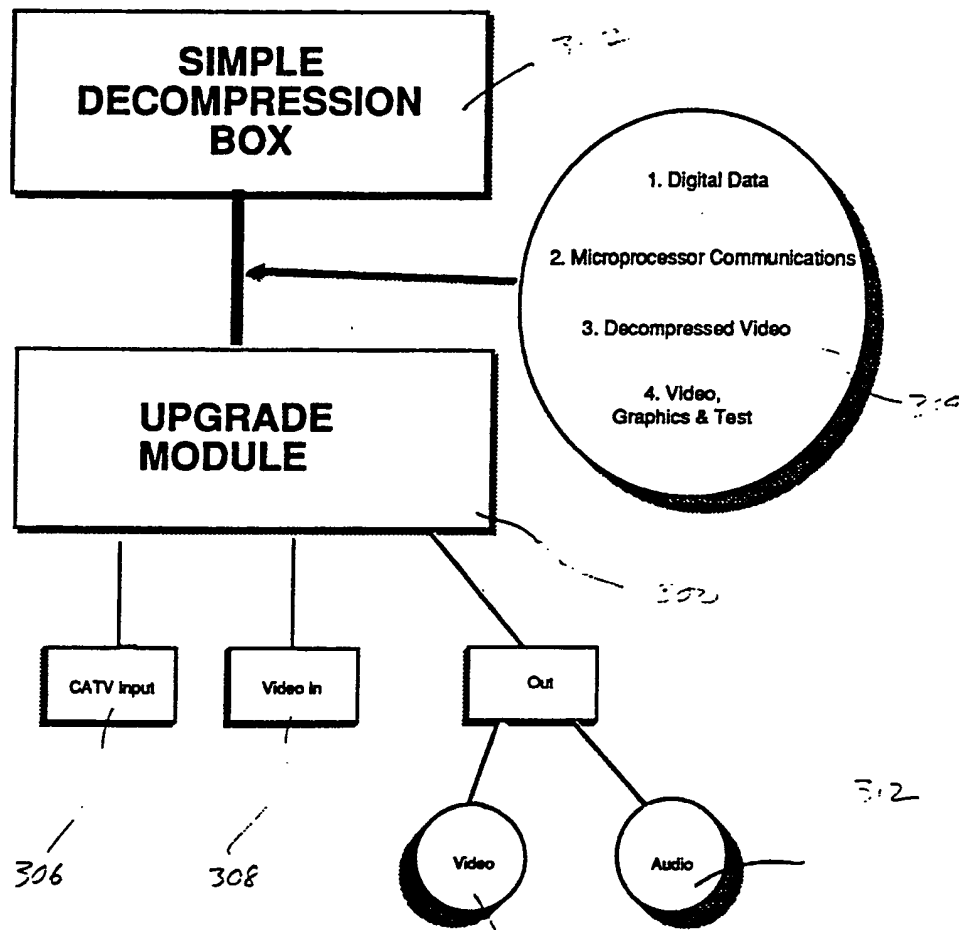 SIMPLE
DECOMPRESSION
BOX
1. Digital Data
2. Microprocessor Communications
3. Decompressed Video
4. Video,
Graphics & Test
UPGRADE
MODULE
CATV Input
Video In
Out
312
306
308
Video
Audio